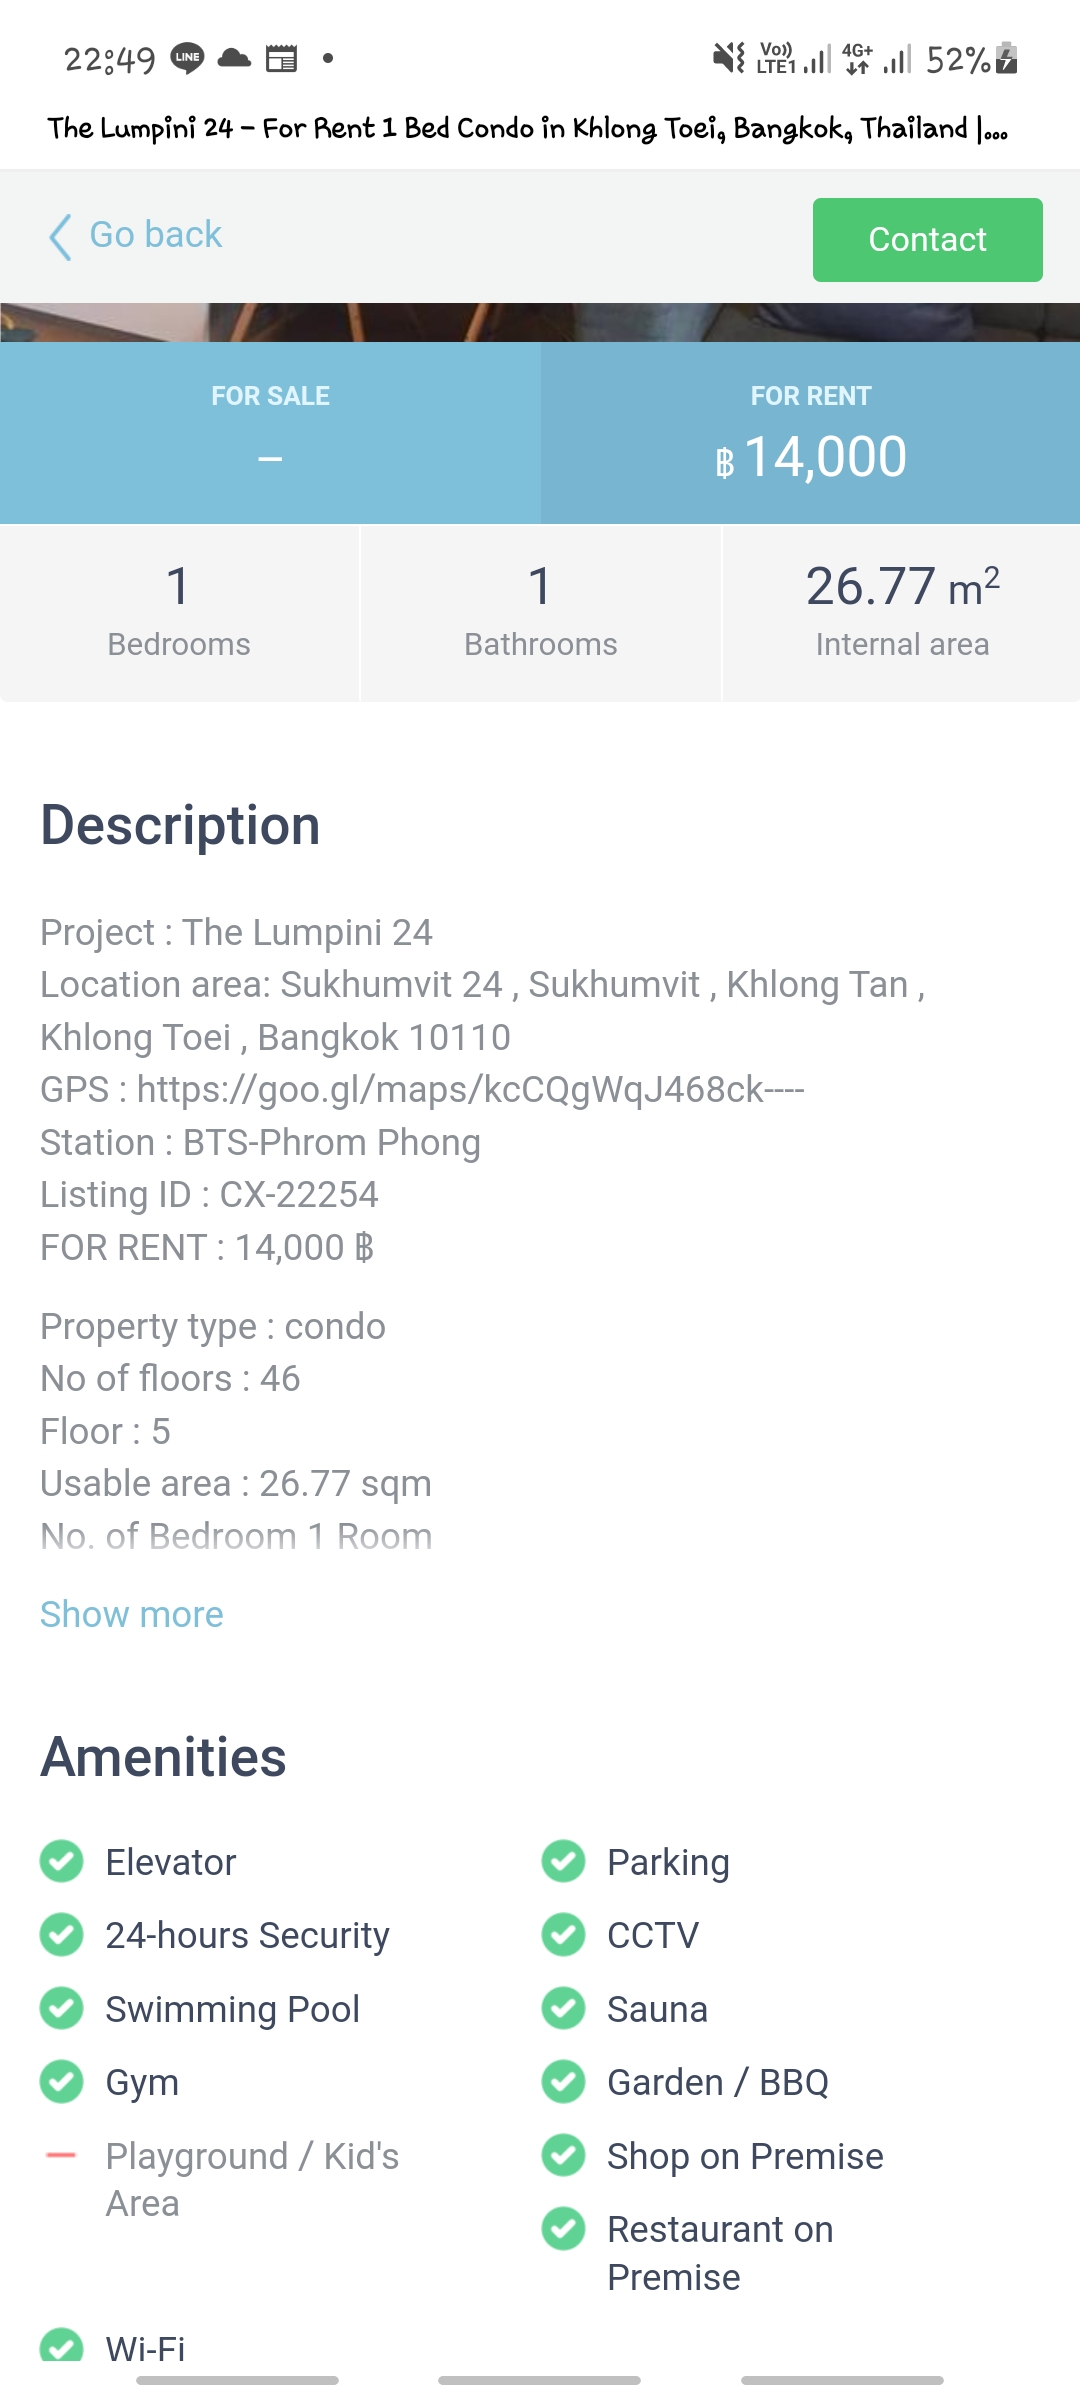 22:49 LINE Vo)) LTE1 4G+ 52%
The Lumpini 24 – For Rent 1 Bed Condo in Khlong Toei, Bangkok, Thailand |...
Go back
Contact
FOR SALE
–
FOR RENT
฿ 14,000
1
Bedrooms
1
Bathrooms
26.77 m²
Internal area
Description
Project : The Lumpini 24
Location area: Sukhumvit 24 , Sukhumvit , Khlong Tan ,
Khlong Toei , Bangkok 10110
GPS : https://goo.gl/maps/kcCQgWqJ468ck----
Station : BTS-Phrom Phong
Listing ID : CX-22254
FOR RENT : 14,000 ฿
Property type : condo
No of floors : 46
Floor : 5
Usable area : 26.77 sqm
No. of Bedroom 1 Room
Show more
Amenities
Elevator
Parking
24-hours Security
CCTV
Swimming Pool
Sauna
Gym
Garden / BBQ
Playground / Kid's
Area
Shop on Premise
Restaurant on
Premise
Wi-Fi